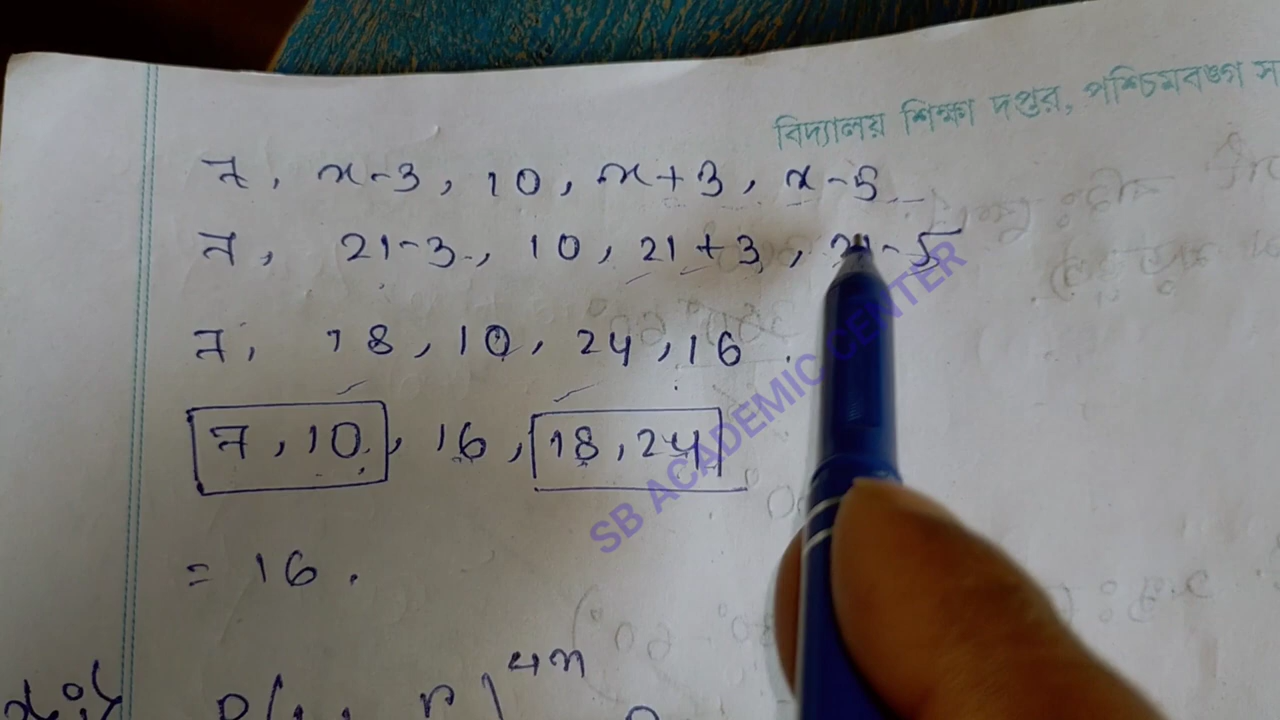 বিদ্যালয় শিক্ষা দপ্তর, পশ্চিমবঙ্গ স
7, x-3, 10, x+3, x-5
7, 21-3, 10, 21+3, 21-5
7, 18, 10, 24, 16.
7, 10, 16, 18, 24
= 16.
SB ACADEMIC CENTER
4n